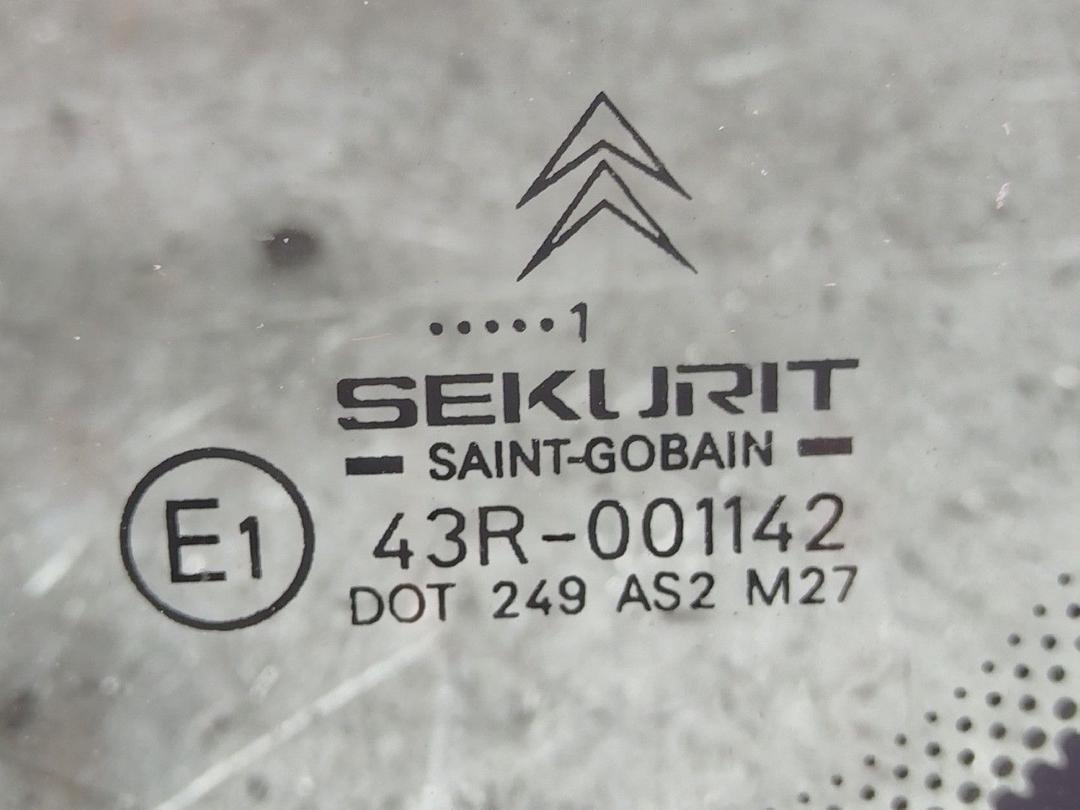 .....1
SEKURIT
SAINT-GOBAIN
E1
43R-001142
DOT 249 AS2 M27